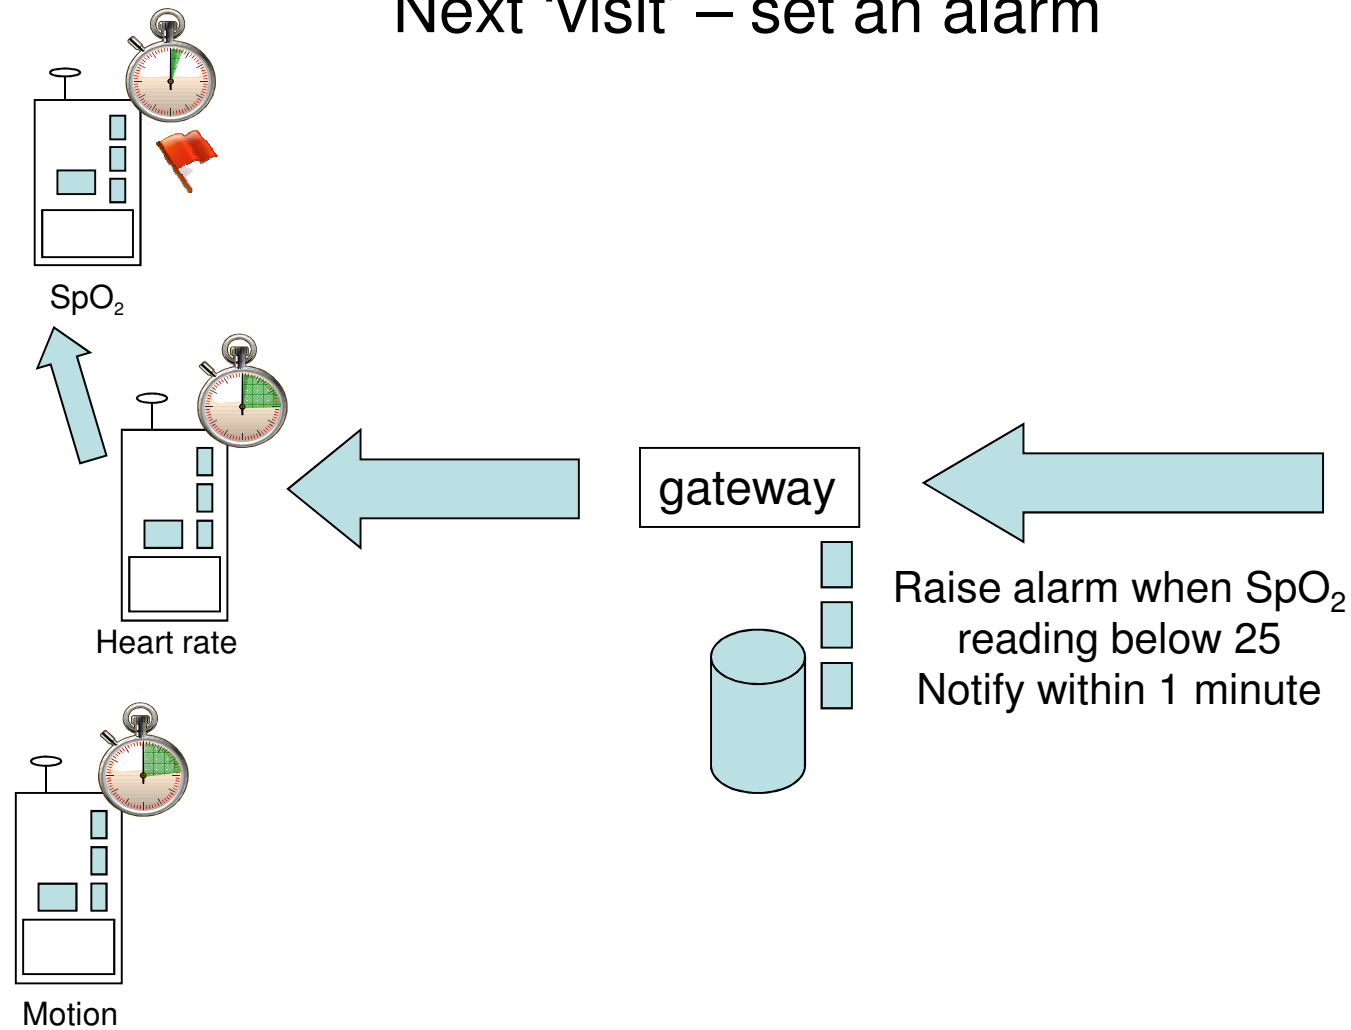 Next 'visit' – set an alarm
SpO₂
Heart rate
gateway
Raise alarm when SpO₂
reading below 25
Notify within 1 minute
Motion